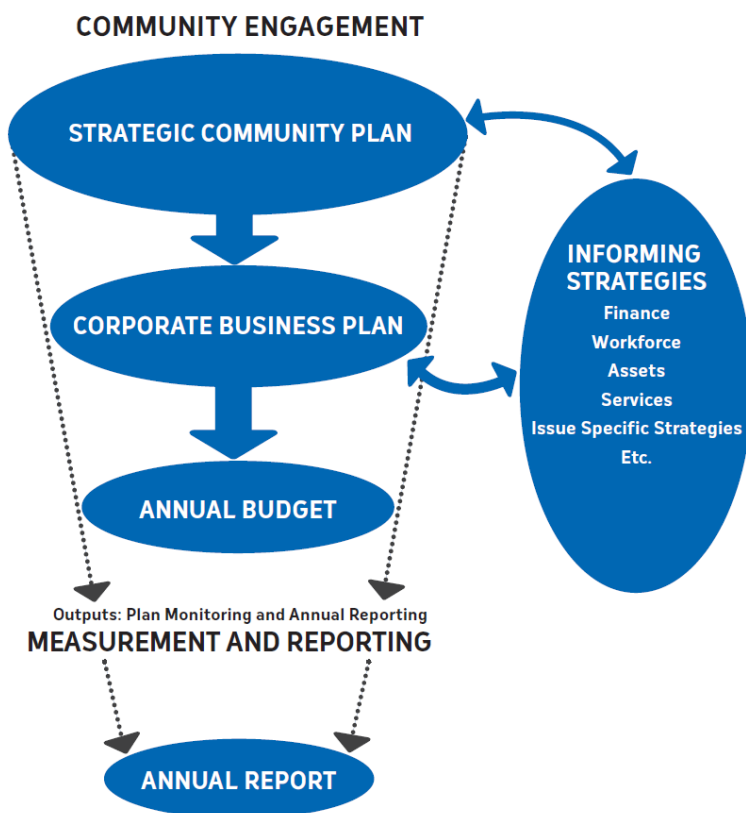 COMMUNITY ENGAGEMENT
STRATEGIC COMMUNITY PLAN
CORPORATE BUSINESS PLAN
ANNUAL BUDGET
INFORMING
STRATEGIES
Finance
Workforce
Assets
Services
Issue Specific Strategies
Etc.
Outputs: Plan Monitoring and Annual Reporting
MEASUREMENT AND REPORTING
ANNUAL REPORT